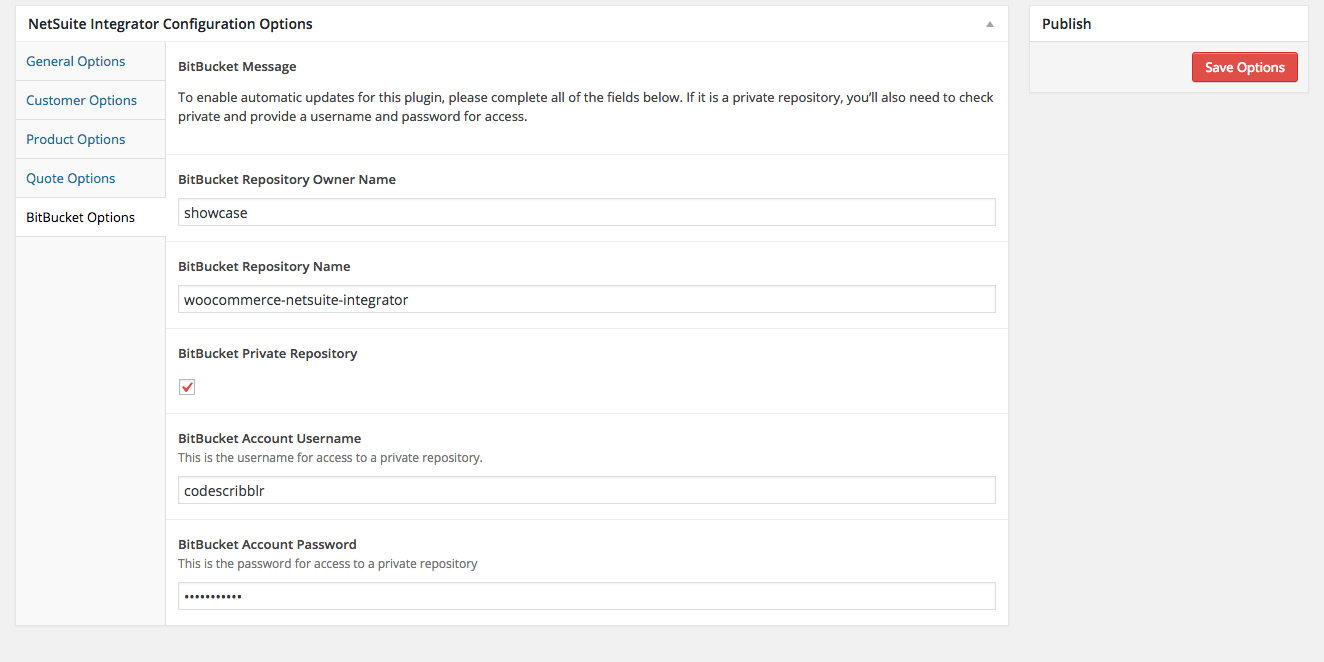 NetSuite Integrator Configuration Options
General Options
Customer Options
Product Options
Quote Options
BitBucket Options
BitBucket Message
To enable automatic updates for this plugin, please complete all of the fields below. If it is a private repository, you'll also need to check
private and provide a username and password for access.
BitBucket Repository Owner Name
showcase
BitBucket Repository Name
woocommerce-netsuite-integrator
BitBucket Private Repository
BitBucket Account Username
This is the username for access to a private repository.
codescribblr
BitBucket Account Password
This is the password for access to a private repository
•••••••••••
Publish
Save Options